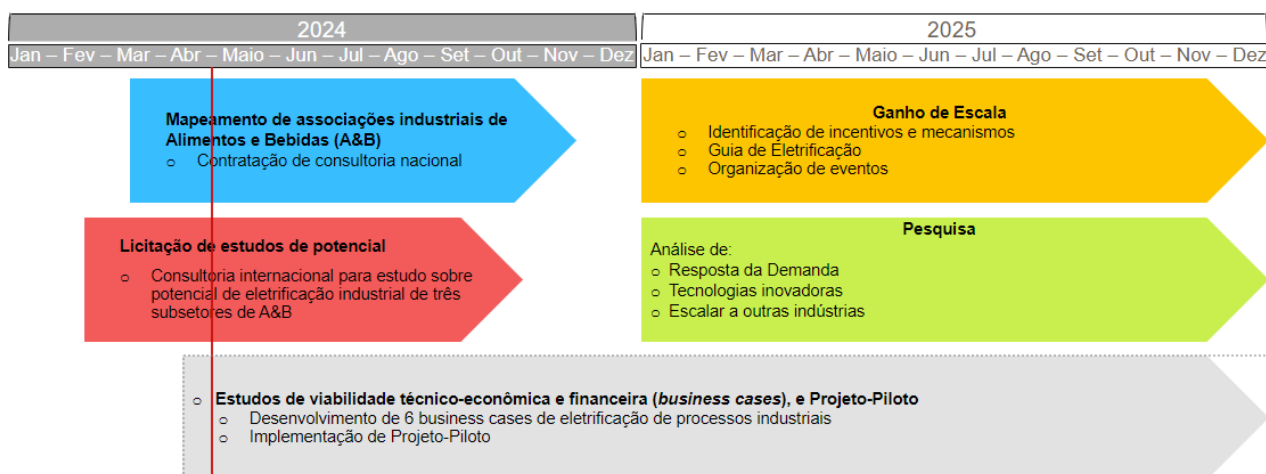 2024
2025
Jan – Fev – Mar – Abr – Maio – Jun – Jul – Ago – Set – Out – Nov – Dez
Jan – Fev – Mar – Abr – Maio – Jun – Jul – Ago – Set – Out – Nov – Dez
Mapeamento de associações industriais de
Alimentos e Bebidas (A&B)
o Contratação de consultoria nacional
Ganho de Escala
o Identificação de incentivos e mecanismos
o Guia de Eletrificação
o Organização de eventos
Licitação de estudos de potencial
o Consultoria internacional para estudo sobre
potencial de eletrificação industrial de três
subsetores de A&B
Pesquisa
Análise de:
o Resposta da Demanda
o Tecnologias inovadoras
o Escalar a outras indústrias
o Estudos de viabilidade técnico-econômica e financeira (business cases), e Projeto-Piloto
o Desenvolvimento de 6 business cases de eletrificação de processos industriais
o Implementação de Projeto-Piloto